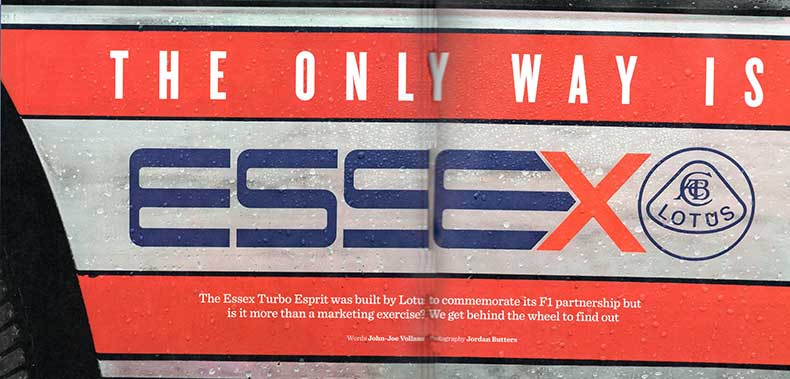 THE ONLY WAY IS
ESSEX
ACBC
LOTUS
The Essex Turbo Esprit was built by Lotus to commemorate its F1 partnership but
is it more than a marketing exercise? We get behind the wheel to find out
Words John-Joe Vollans Photography Jordan Butters